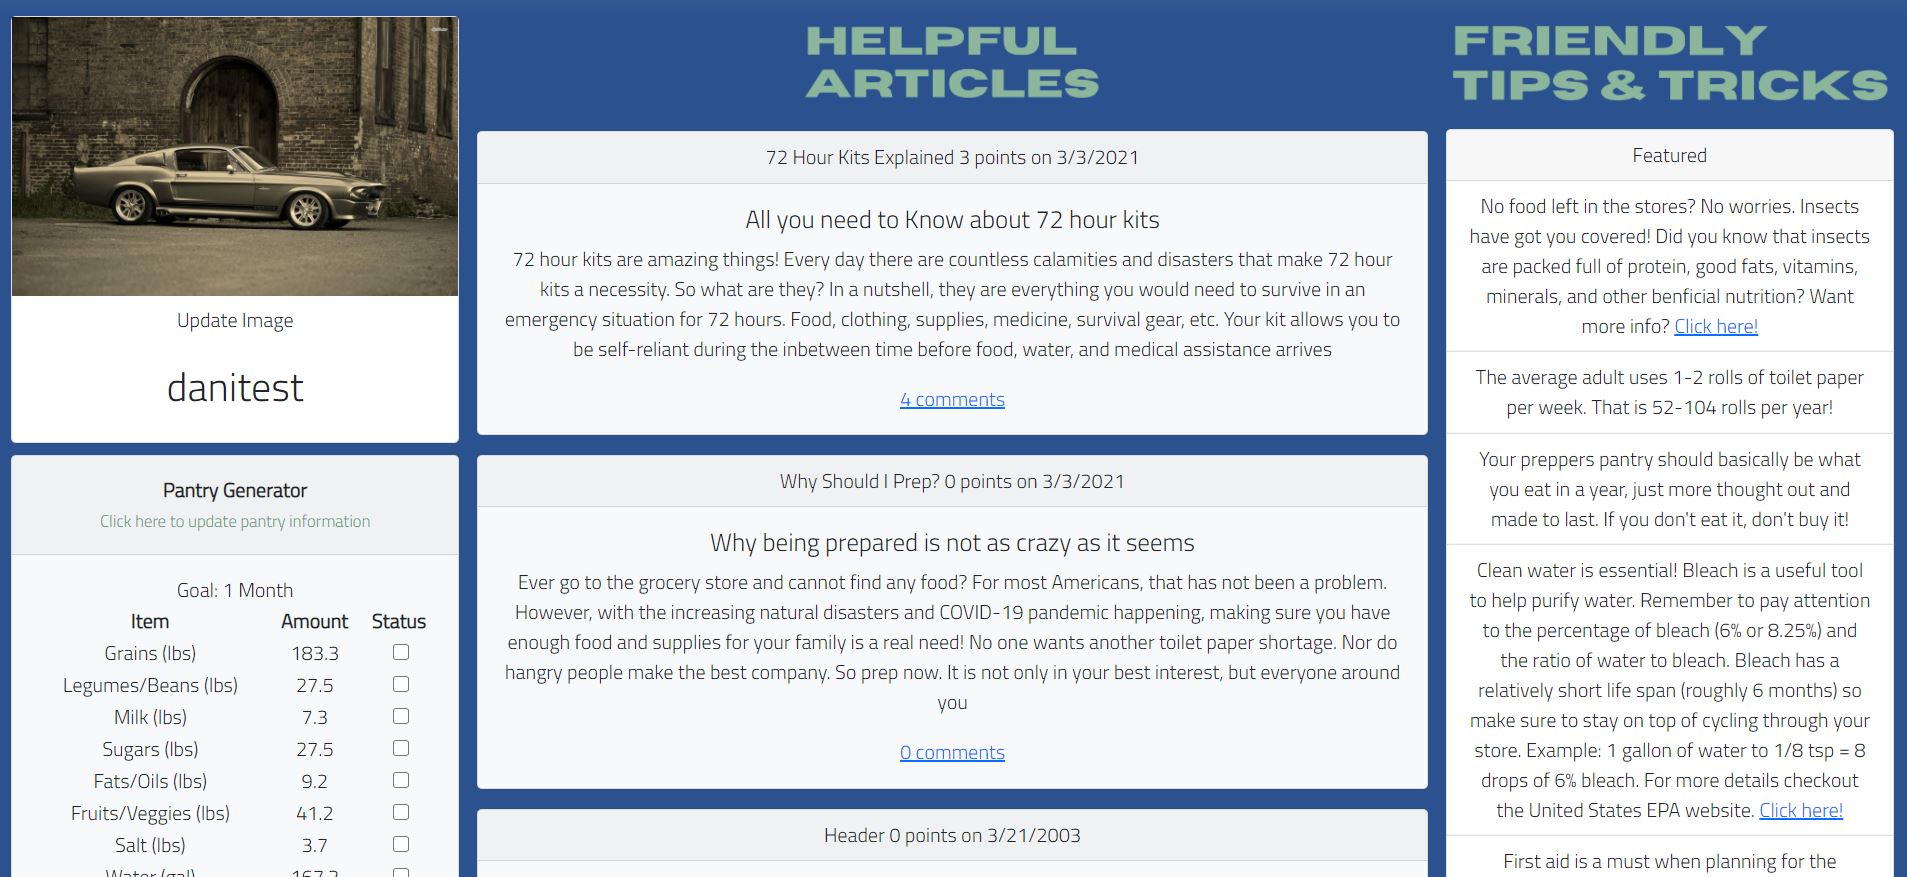 Update Image
danitest
Pantry Generator
Click here to update pantry information
Goal: 1 Month
Item Amount Status
Grains (lbs) 183.3
Legumes/Beans (lbs) 27.5
Milk (lbs) 7.3
Sugars (lbs) 27.5
Fats/Oils (lbs) 9.2
Fruits/Veggies (lbs) 41.2
Salt (lbs) 3.7
Water (gal) 167.2
HELPFUL
ARTICLES
72 Hour Kits Explained 3 points on 3/3/2021
All you need to Know about 72 hour kits
72 hour kits are amazing things! Every day there are countless calamities and disasters that make 72 hour
kits a necessity. So what are they? In a nutshell, they are everything you would need to survive in an
emergency situation for 72 hours. Food, clothing, supplies, medicine, survival gear, etc. Your kit allows you to
be self-reliant during the inbetween time before food, water, and medical assistance arrives
4 comments
Why Should I Prep? 0 points on 3/3/2021
Why being prepared is not as crazy as it seems
Ever go to the grocery store and cannot find any food? For most Americans, that has not been a problem.
However, with the increasing natural disasters and COVID-19 pandemic happening, making sure you have
enough food and supplies for your family is a real need! No one wants another toilet paper shortage. Nor do
hangry people make the best company. So prep now. It is not only in your best interest, but everyone around
you
0 comments
Header 0 points on 3/21/2003
FRIENDLY
TIPS & TRICKS
Featured
No food left in the stores? No worries. Insects
have got you covered! Did you know that insects
are packed full of protein, good fats, vitamins,
minerals, and other benficial nutrition? Want
more info? Click here!
The average adult uses 1-2 rolls of toilet paper
per week. That is 52-104 rolls per year!
Your preppers pantry should basically be what
you eat in a year, just more thought out and
made to last. If you don't eat it, don't buy it!
Clean water is essential! Bleach is a useful tool
to help purify water. Remember to pay attention
to the percentage of bleach (6% or 8.25%) and
the ratio of water to bleach. Bleach has a
relatively short life span (roughly 6 months) so
make sure to stay on top of cycling through your
store. Example: 1 gallon of water to 1/8 tsp = 8
drops of 6% bleach. For more details checkout
the United States EPA website. Click here!
First aid is a must when planning for the